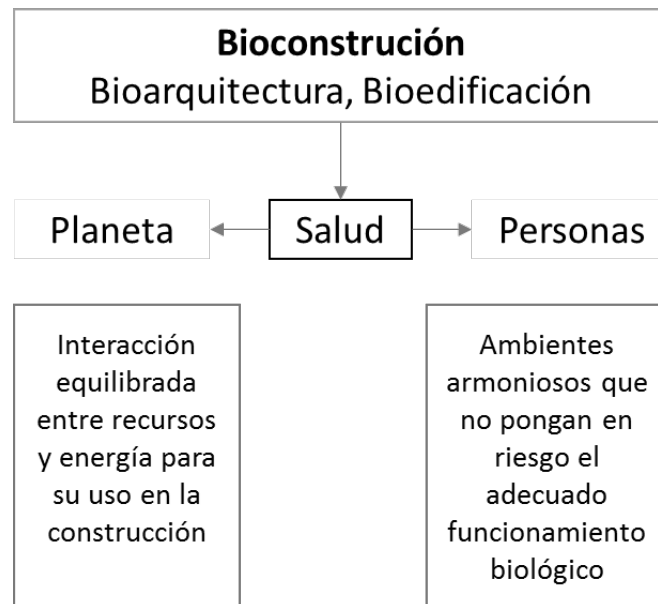 Bioconstrución
Bioarquitectura, Bioedificación
Planeta
Salud
Personas
Interacción
equilibrada
entre recursos
y energía para
su uso en la
construcción
Ambientes
armoniosos que
no pongan en
riesgo el
adecuado
funcionamiento
biológico